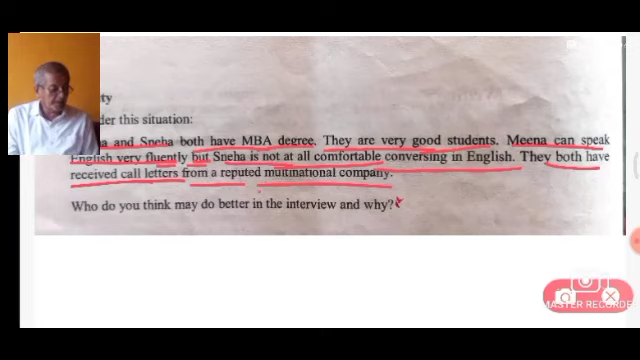 ty
der this situation:
a and Sneha both have MBA degree. They are very good students. Meena can speak
English very fluently but Sneha is not at all comfortable conversing in English. They both have
received call letters from a reputed multinational company.
Who do you think may do better in the interview and why?
MASTER RECORDE